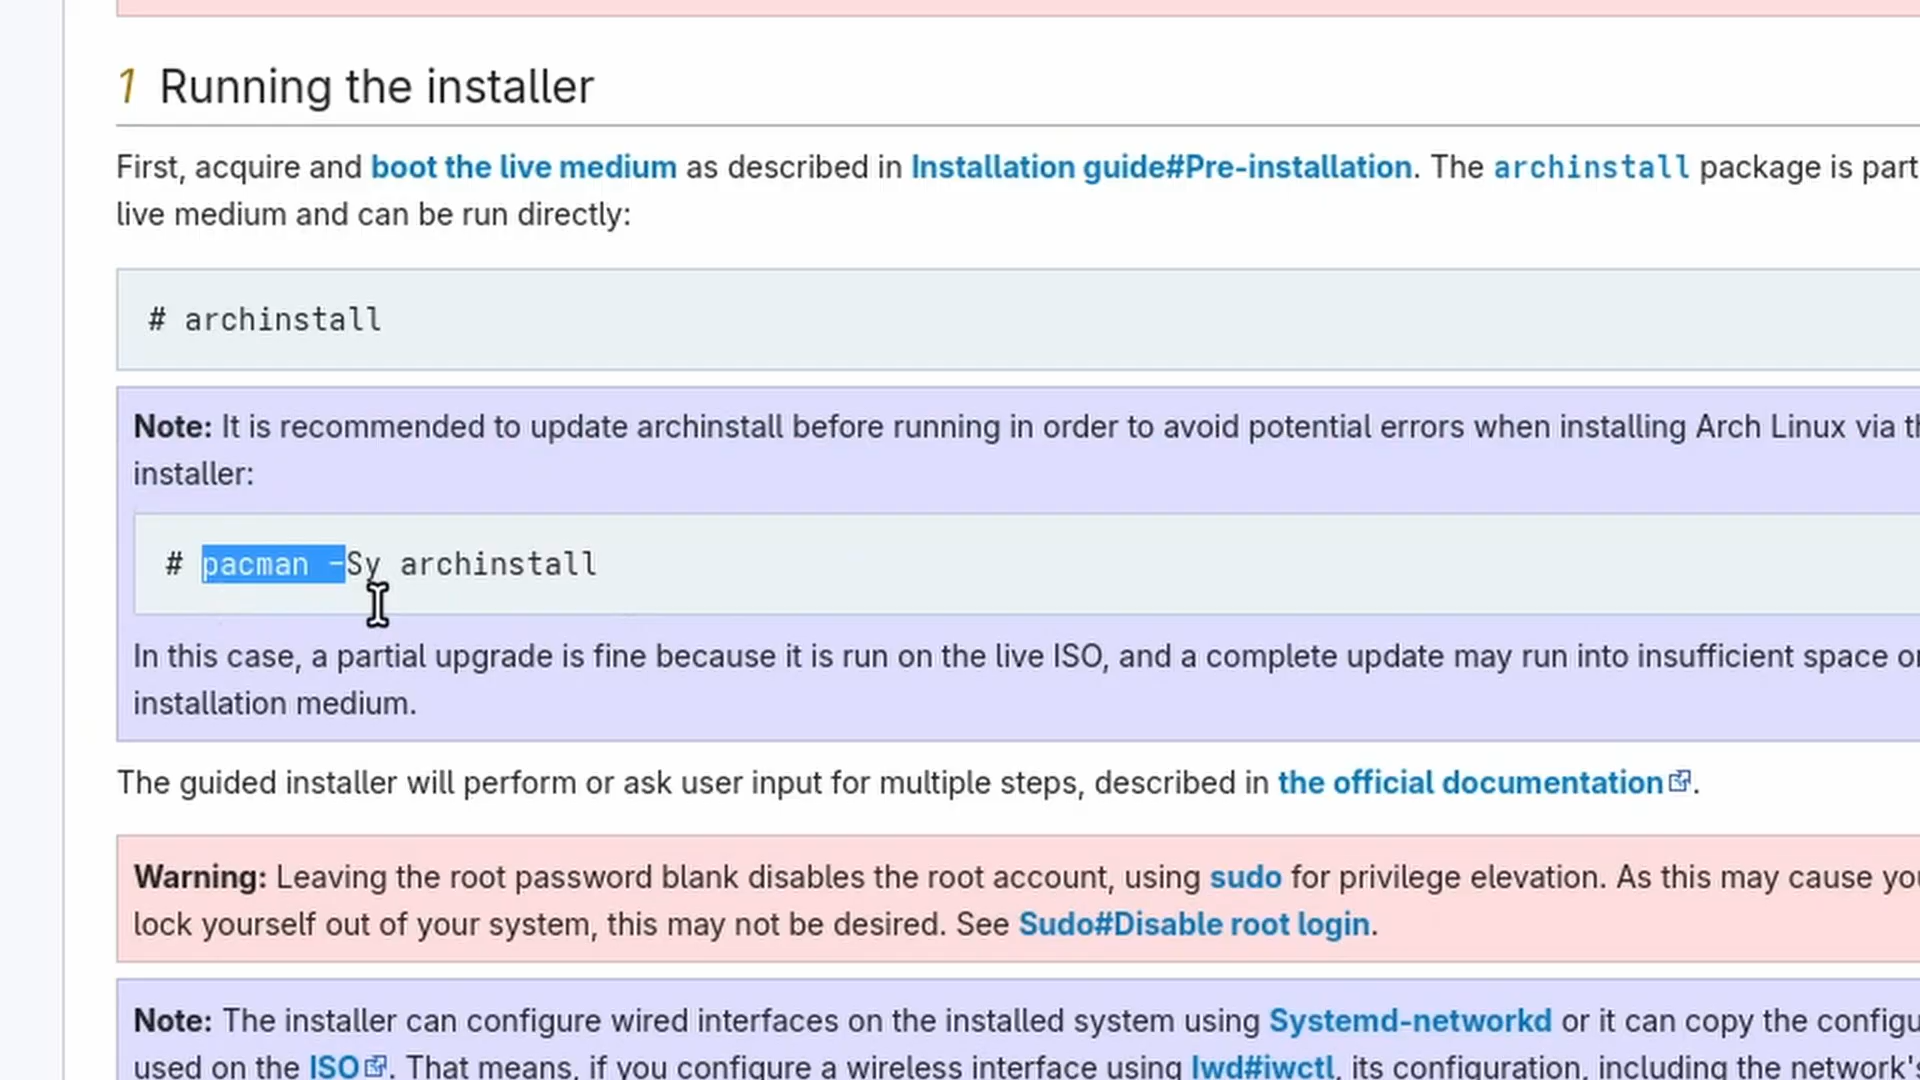 1 Running the installer
First, acquire and boot the live medium as described in Installation guide#Pre-installation. The archinstall package is part
live medium and can be run directly:
# archinstall
Note: It is recommended to update archinstall before running in order to avoid potential errors when installing Arch Linux via
installer:
# pacman -Sy archinstall
In this case, a partial upgrade is fine because it is run on the live ISO, and a complete update may run into insufficient space
installation medium.
The guided installer will perform or ask user input for multiple steps, described in the official documentation.
Warning: Leaving the root password blank disables the root account, using sudo for privilege elevation. As this may cause
lock yourself out of your system, this may not be desired. See Sudo#Disable root login.
Note: The installer can configure wired interfaces on the installed system using Systemd-networkd or it can copy the
used on the ISO. That means, if you configure a wireless interface using Iwd#iwctl, its configuration, including the network's